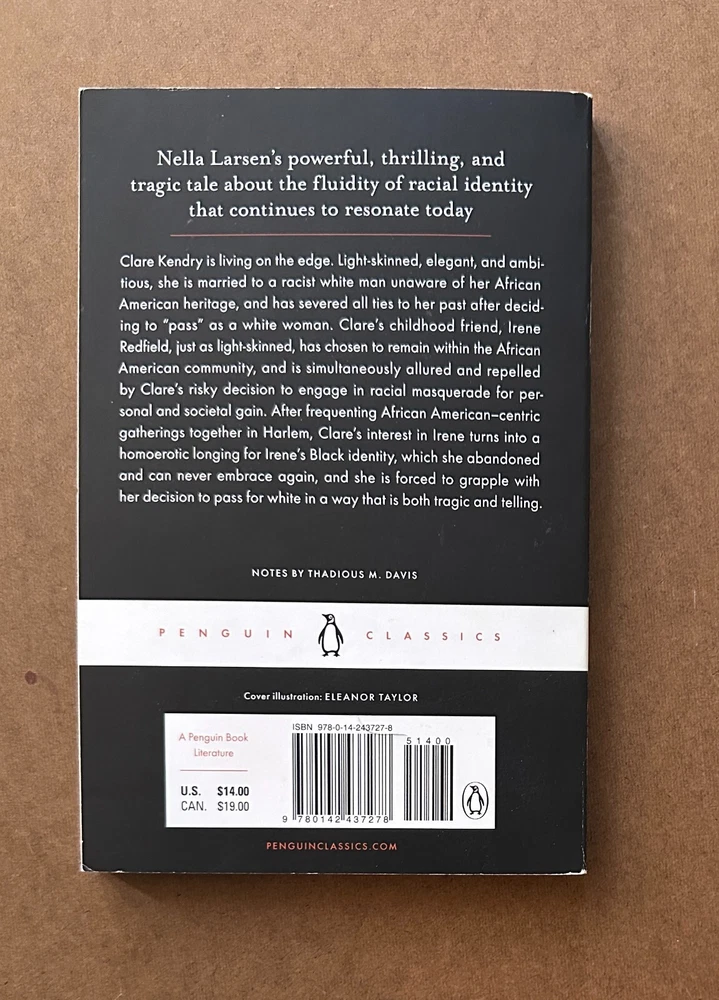 Nella Larsen's powerful, thrilling, and
tragic tale about the fluidity of racial identity
that continues to resonate today
Clare Kendry is living on the edge. Light-skinned, elegant, and ambi-
tious, she is married to a racist white man unaware of her African
American heritage, and has severed all ties to her past after decid-
ing to "pass" as a white woman. Clare's childhood friend, Irene
Redfield, just as light-skinned, has chosen to remain within the African
American community, and is simultaneously allured and repelled
by Clare's risky decision to engage in racial masquerade for per-
sonal and societal gain. After frequenting African American–centric
gatherings together in Harlem, Clare's interest in Irene turns into a
homoerotic longing for Irene's Black identity, which she abandoned
and can never embrace again, and she is forced to grapple with
her decision to pass for white in a way that is both tragic and telling.
NOTES BY THADIOUS M. DAVIS
PENGUIN CLASSICS
Cover illustration: ELEANOR TAYLOR
A Penguin Book
Literature
U.S. $14.00
CAN. $19.00
ISBN 978-0-14-243727-8
51400
9 780142 437278
PENGUINCLASSICS.COM